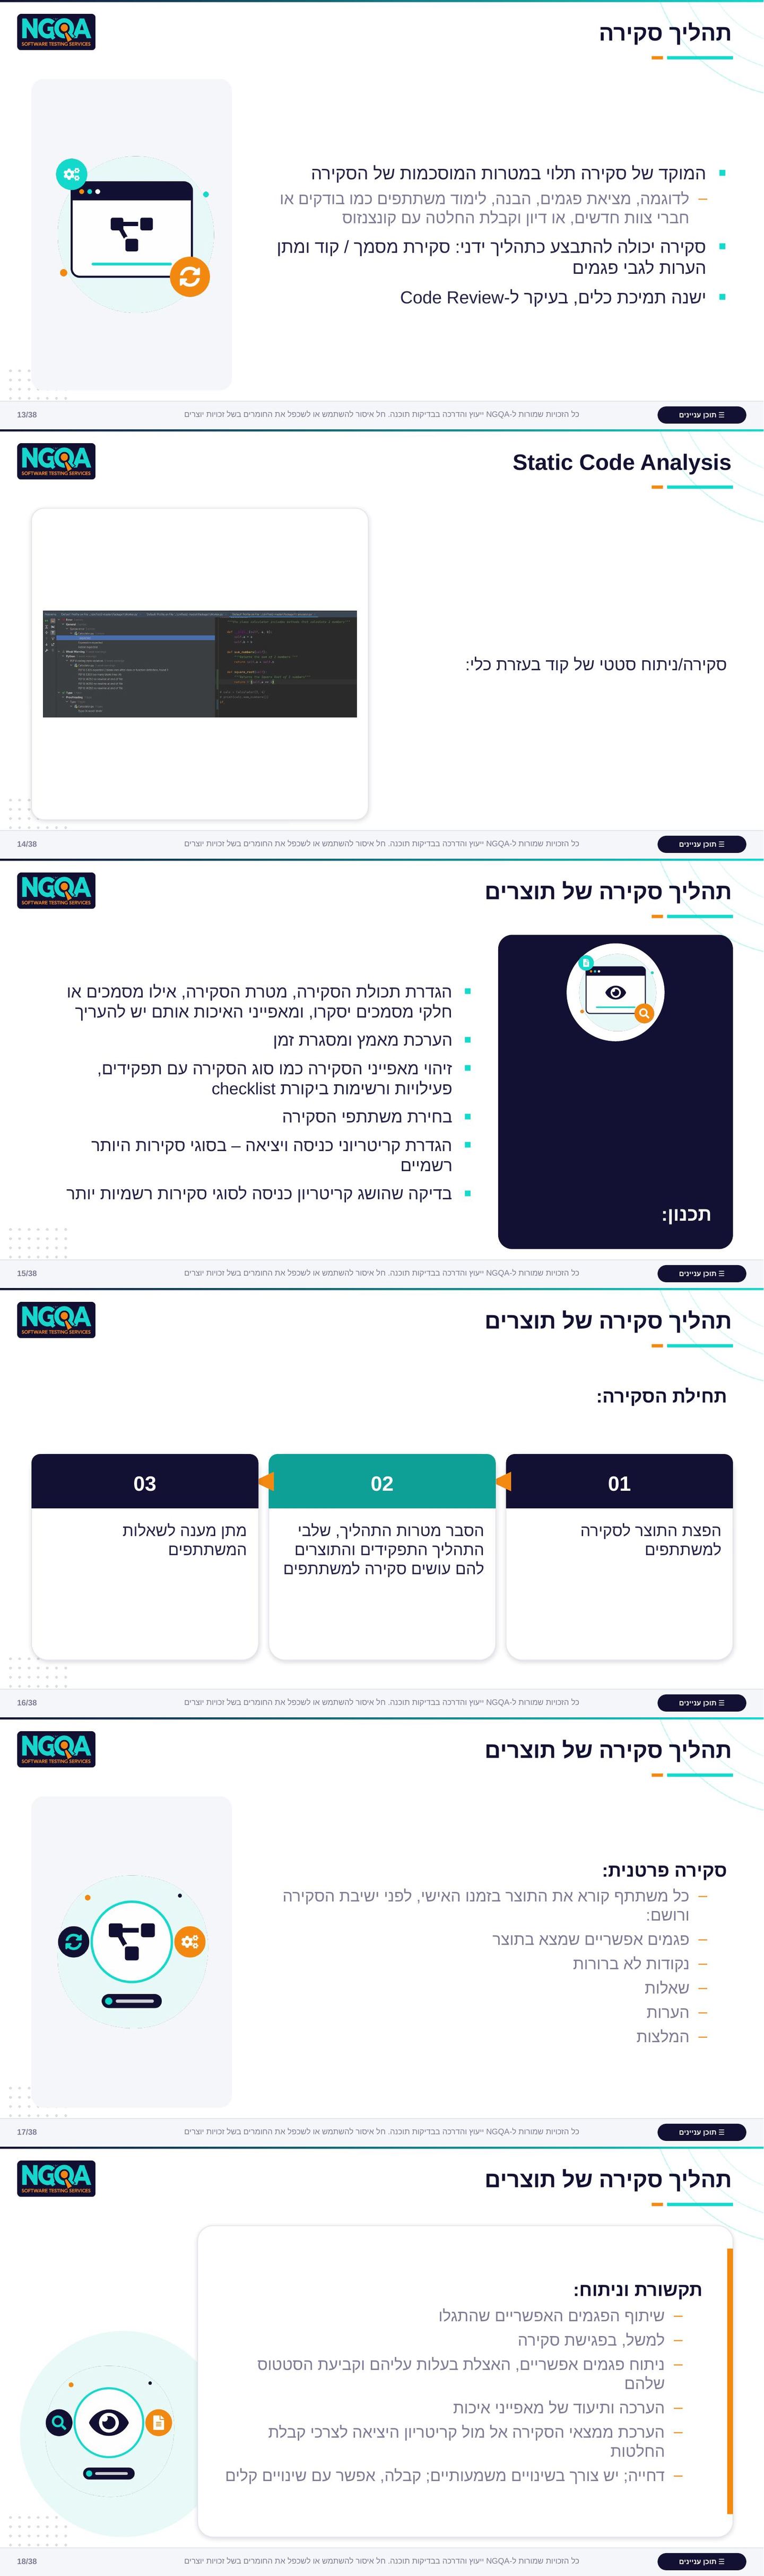 NGQA
SOFTWARE TESTING SERVICES
תהליך סקירה
המוקד של סקירה תלוי במטרות המוסכמות של הסקירה
– לדוגמה, מציאת פגמים, הבנה, לימוד משתתפים כמו בודקים או
חברי צוות חדשים, או דיון וקבלת החלטה עם קונצנזוס
סקירה יכולה להתבצע כתהליך ידני: סקירת מסמך / קוד ומתן
הערות לגבי פגמים
ישנה תמיכת כלים, בעיקר ל-Code Review
☰ תוכן עניינים
כל הזכויות שמורות ל-NGQA ייעוץ והדרכה בבדיקות תוכנה. חל איסור להשתמש או לשכפל את החומרים בשל זכויות יוצרים
13/38
NGQA
SOFTWARE TESTING SERVICES
Static Code Analysis
סקירה/ניתוח סטטי של קוד בעזרת כלי:
☰ תוכן עניינים
כל הזכויות שמורות ל-NGQA ייעוץ והדרכה בבדיקות תוכנה. חל איסור להשתמש או לשכפל את החומרים בשל זכויות יוצרים
14/38
NGQA
SOFTWARE TESTING SERVICES
תהליך סקירה של תוצרים
תכנון:
הגדרת תכולת הסקירה, מטרת הסקירה, אילו מסמכים או
חלקי מסמכים יסקרו, ומאפייני האיכות אותם יש להעריך
הערכת מאמץ ומסגרת זמן
זיהוי מאפייני הסקירה כמו סוג הסקירה עם תפקידים,
פעילויות ורשימות ביקורת checklist
בחירת משתתפי הסקירה
הגדרת קריטריוני כניסה ויציאה – בסוגי סקירות היותר
רשמיים
בדיקה שהושג קריטריון כניסה לסוגי סקירות רשמיות יותר
☰ תוכן עניינים
כל הזכויות שמורות ל-NGQA ייעוץ והדרכה בבדיקות תוכנה. חל איסור להשתמש או לשכפל את החומרים בשל זכויות יוצרים
15/38
NGQA
SOFTWARE TESTING SERVICES
תהליך סקירה של תוצרים
תחילת הסקירה:
01
הפצת התוצר לסקירה
למשתתפים
02
הסבר מטרות התהליך, שלבי
התהליך התפקידים והתוצרים
להם עושים סקירה למשתתפים
03
מתן מענה לשאלות
המשתתפים
☰ תוכן עניינים
כל הזכויות שמורות ל-NGQA ייעוץ והדרכה בבדיקות תוכנה. חל איסור להשתמש או לשכפל את החומרים בשל זכויות יוצרים
16/38
NGQA
SOFTWARE TESTING SERVICES
תהליך סקירה של תוצרים
סקירה פרטנית:
– כל משתתף קורא את התוצר בזמנו האישי, לפני ישיבת הסקירה
ורושם:
– פגמים אפשריים שמצא בתוצר
– נקודות לא ברורות
– שאלות
– הערות
– המלצות
☰ תוכן עניינים
כל הזכויות שמורות ל-NGQA ייעוץ והדרכה בבדיקות תוכנה. חל איסור להשתמש או לשכפל את החומרים בשל זכויות יוצרים
17/38
NGQA
SOFTWARE TESTING SERVICES
תהליך סקירה של תוצרים
תקשורת וניתוח:
– שיתוף הפגמים האפשריים שהתגלו
– למשל, בפגישת סקירה
– ניתוח פגמים אפשריים, האצלת בעלות עליהם וקביעת הסטטוס
שלהם
– הערכה ותיעוד של מאפייני איכות
– הערכת ממצאי הסקירה אל מול קריטריון היציאה לצרכי קבלת
החלטות
– דחייה; יש צורך בשינויים משמעותיים; קבלה, אפשר עם שינויים קלים
☰ תוכן עניינים
כל הזכויות שמורות ל-NGQA ייעוץ והדרכה בבדיקות תוכנה. חל איסור להשתמש או לשכפל את החומרים בשל זכויות יוצרים
18/38